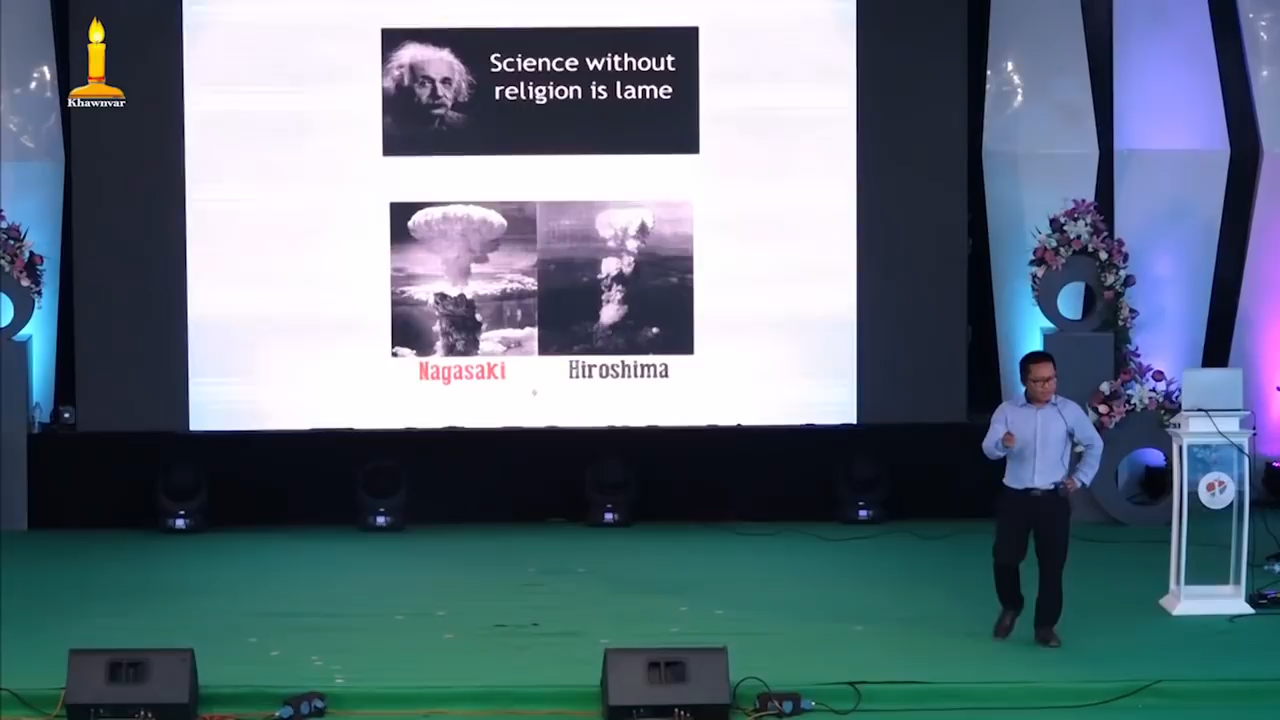 Khawnvar
Science without
religion is lame
Nagasaki
Hiroshima